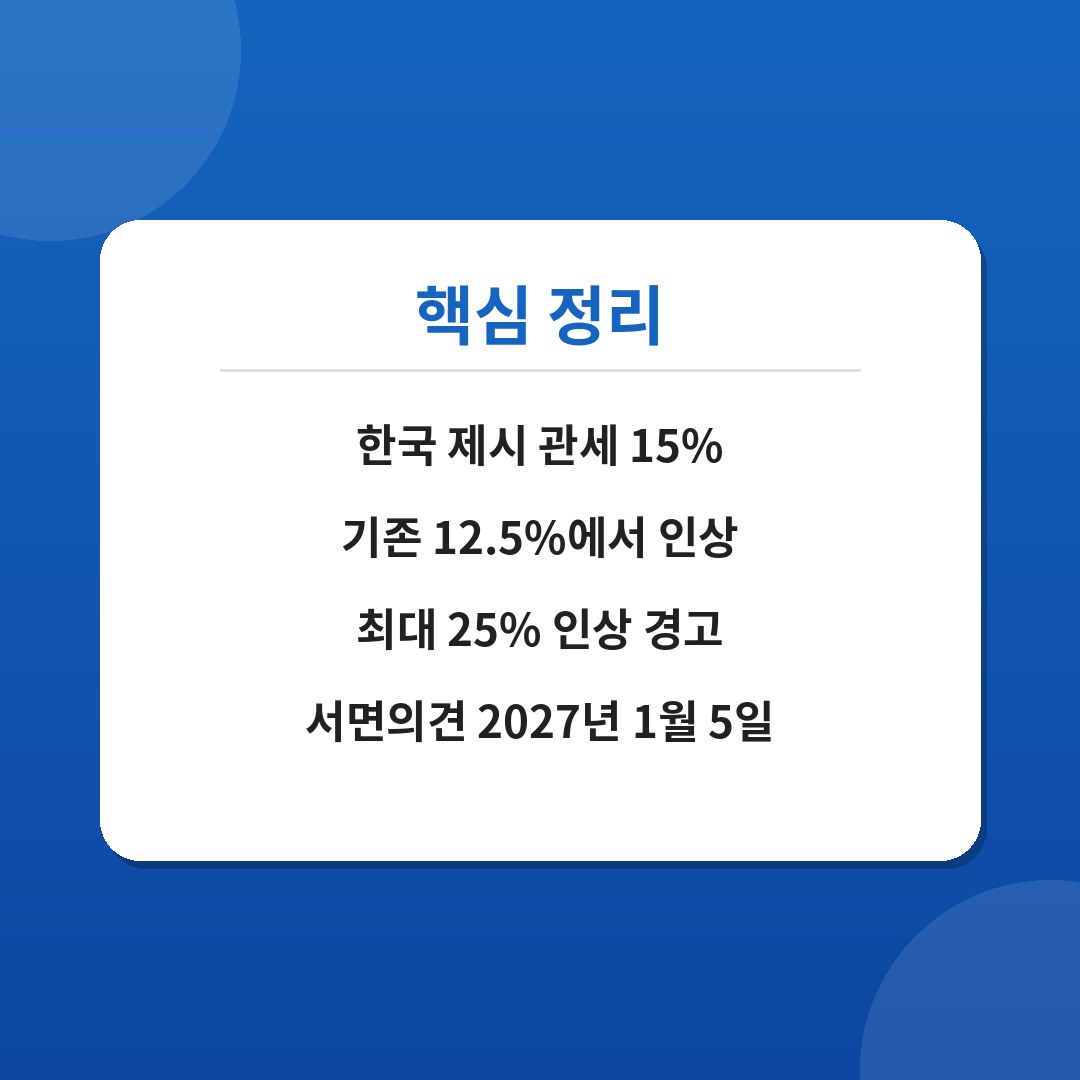 핵심 정리
한국 제시 관세 15%
기존 12.5%에서 인상
최대 25% 인상 경고
서면의견 2027년 1월 5일